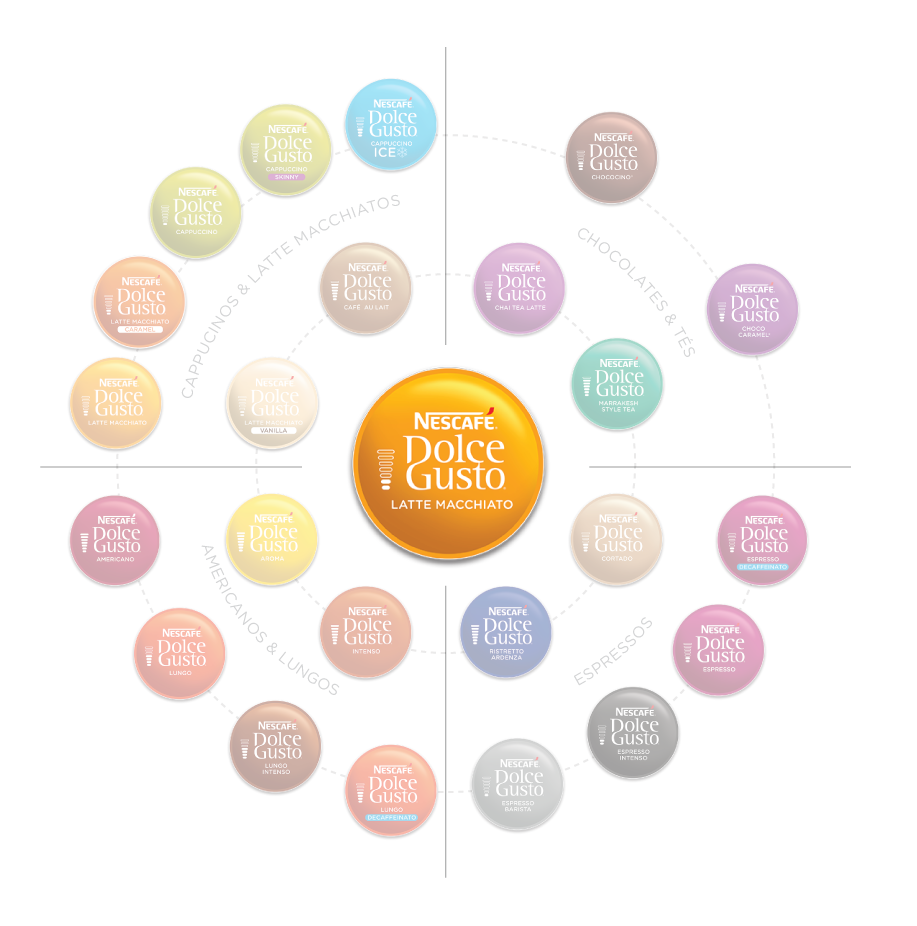 NESCAFÉ
Dolce
Gusto
CAPPUCCINO
ICE
NESCAFÉ
Dolce
Gusto
CAPPUCCINO
SKINNY
NESCAFÉ
Dolce
Gusto
CAPPUCCINO
NESCAFÉ
Dolce
Gusto
LATTE MACCHIATO
CARAMEL
NESCAFÉ
Dolce
Gusto
LATTE MACCHIATO
CAPPUCINOS & LATTE MACCHIATOS
NESCAFÉ
Dolce
Gusto
CAFÉ AU LAIT
NESCAFÉ
Dolce
Gusto
LATTE MACCHIATO
VANILLA
NESCAFÉ
Dolce
Gusto
CHOCOCINO
CHOCOLATES & TÉS
NESCAFÉ
Dolce
Gusto
CHAI TEA LATTE
NESCAFÉ
Dolce
Gusto
CHOCO
CARAMEL
NESCAFÉ
Dolce
Gusto
MARRAKESH
STYLE TEA
NESCAFÉ
Dolce
Gusto
LATTE MACCHIATO
NESCAFÉ
Dolce
Gusto
AMERICANO
NESCAFÉ
Dolce
Gusto
AROMA
AMERICANOS & LUNGOS
NESCAFÉ
Dolce
Gusto
LUNGO
NESCAFÉ
Dolce
Gusto
INTENSO
NESCAFÉ
Dolce
Gusto
LUNGO
INTENSO
NESCAFÉ
Dolce
Gusto
LUNGO
DECAFFEINATO
NESCAFÉ
Dolce
Gusto
CORTADO
NESCAFÉ
Dolce
Gusto
ESPRESSO
DECAFFEINATO
NESCAFÉ
Dolce
Gusto
RISTRETTO
ARDENZA
ESPRESSOS
NESCAFÉ
Dolce
Gusto
ESPRESSO
NESCAFÉ
Dolce
Gusto
ESPRESSO
INTENSO
NESCAFÉ
Dolce
Gusto
ESPRESSO
BARISTA